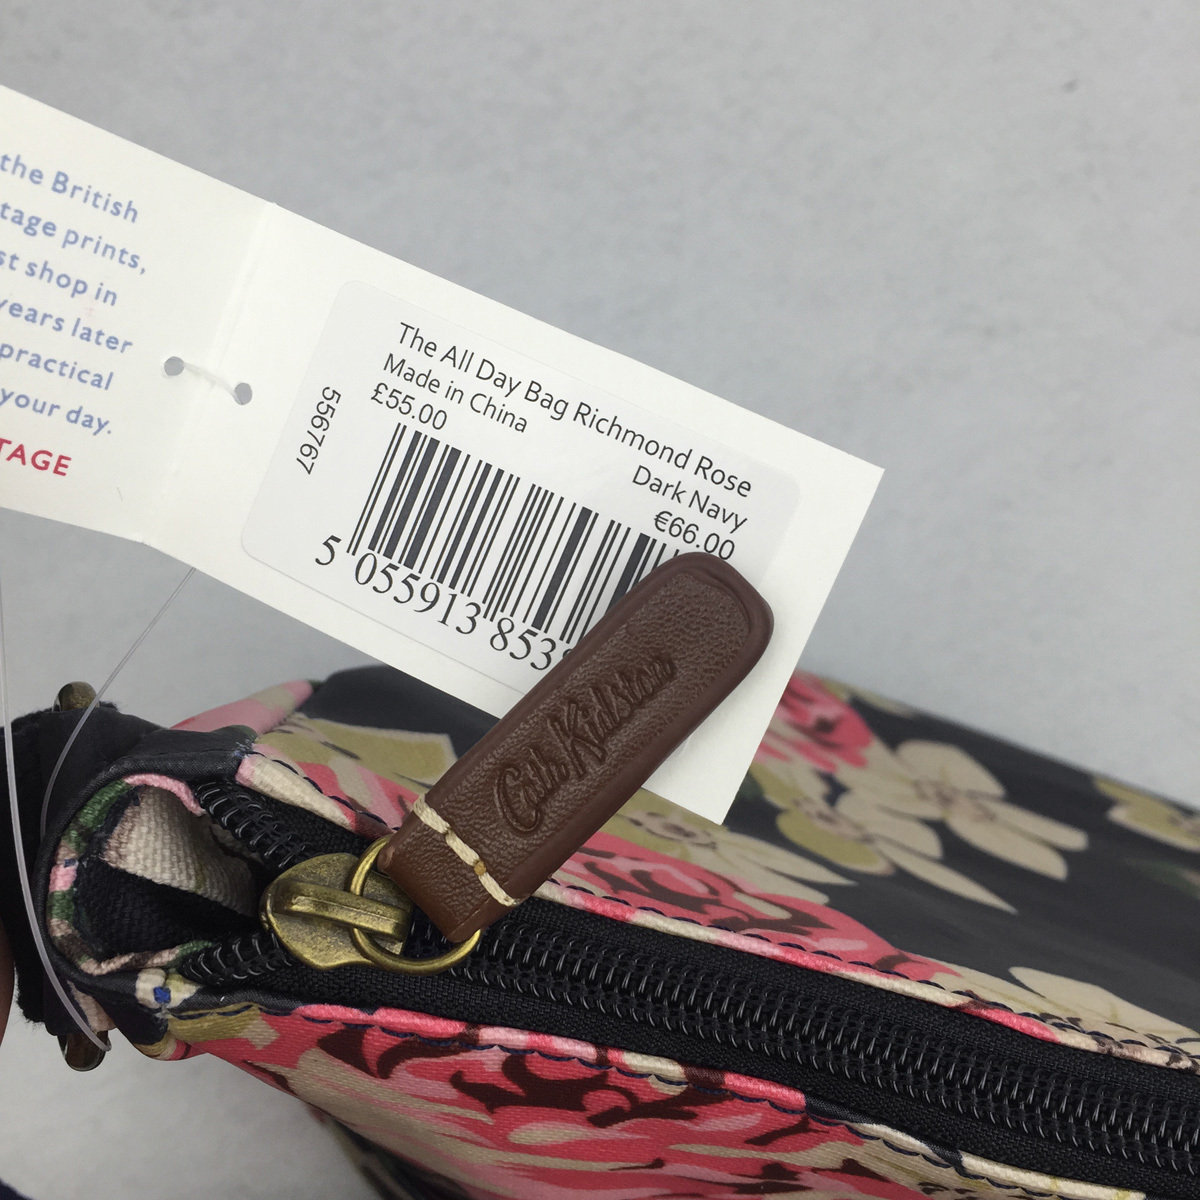 the British
tage prints,
st shop in
years later
practical
your day.
TAGE
The All Day Bag Richmond Rose
Made in China
Dark Navy
£55.00
€66.00
556767
5 055913 853
Cath Kidston